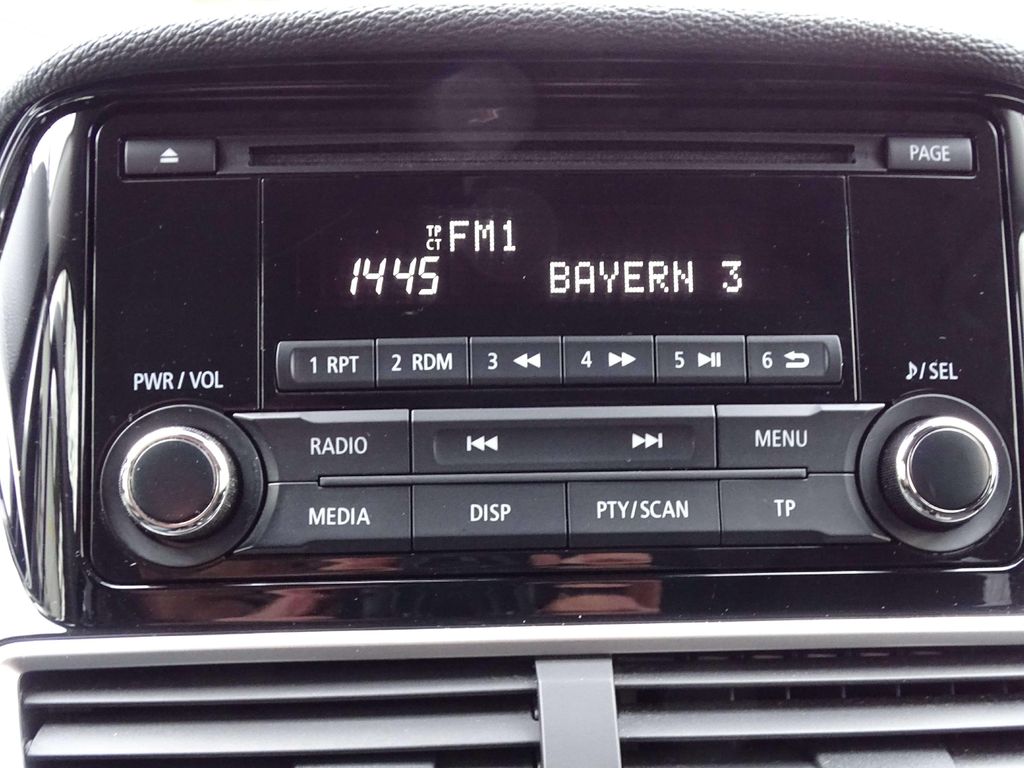 PAGE
TP
CT FM1
1445 BAYERN 3
1 RPT 2 RDM 3 4 5 6
PWR / VOL
/ SEL
RADIO MENU
MEDIA DISP PTY/SCAN TP